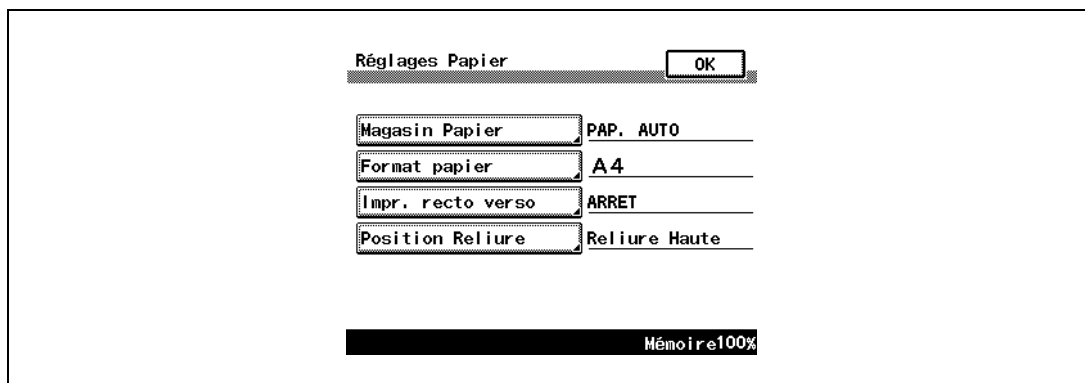 Réglages Papier OK
Magasin Papier PAP. AUTO
Format papier A4
Impr. recto verso ARRET
Position Reliure Reliure Haute
Mémoire100%